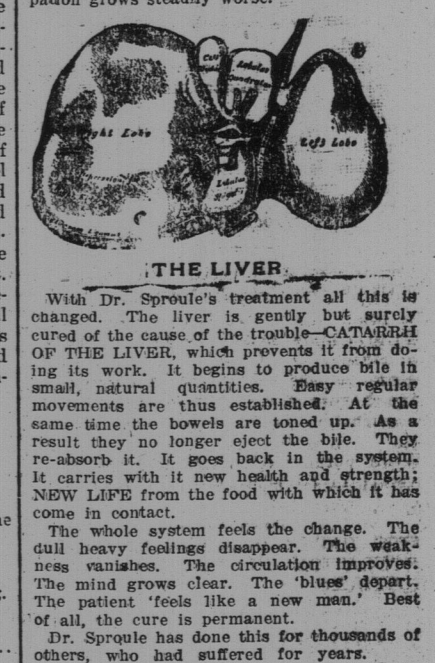 pation grows steadily worse.
Lobulus
Quadratus
Right Lobe
Left Lobe
Lobulus
THE LIVER
With Dr. Sproule's treatment all this is
changed. The liver is gently but surely
cured of the cause of the trouble—CATARRH
OF THE LIVER, which prevents it from do-
ing its work. It begins to produce bile in
small, natural quantities. Easy regular
movements are thus established. At the
same time the bowels are toned up. As a
result they no longer eject the bile. They
re-absorb it. It goes back in the system.
It carries with it new health and strength;
NEW LIFE from the food with which it has
come in contact.
The whole system feels the change. The
dull heavy feelings disappear. The weak-
ness vanishes. The circulation improves.
The mind grows clear. The 'blues' depart.
The patient 'feels like a new man.' Best
of all, the cure is permanent.
Dr. Sproule has done this for thousands of
others, who had suffered for years.